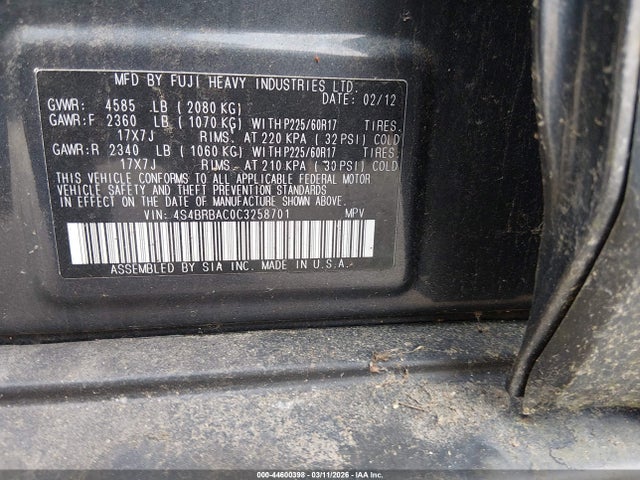 MFD BY FUJI HEAVY INDUSTRIES LTD.
DATE: 02/12
GVWR: 4585 LB ( 2080 KG)
GAWR:F 2360 LB ( 1070 KG) WITH P225/60R17 TIRES.
17X7J RIMS. AT 220 KPA ( 32 PSI) COLD
GAWR:R 2340 LB ( 1060 KG) WITH P225/60R17 TIRES.
17X7J RIMS. AT 210 KPA ( 30 PSI) COLD
THIS VEHICLE CONFORMS TO ALL APPLICABLE FEDERAL MOTOR
VEHICLE SAFETY AND THEFT PREVENTION STANDARDS
IN EFFECT ON THE DATE OF MANUFACTURE SHOWN ABOVE.
VIN: 4S4BRBAC0C3258701 MPV
ASSEMBLED BY SIA INC. MADE IN U.S.A.
000-44600398 - 03/11/2026 - COPYRIGHT IAA, LLC